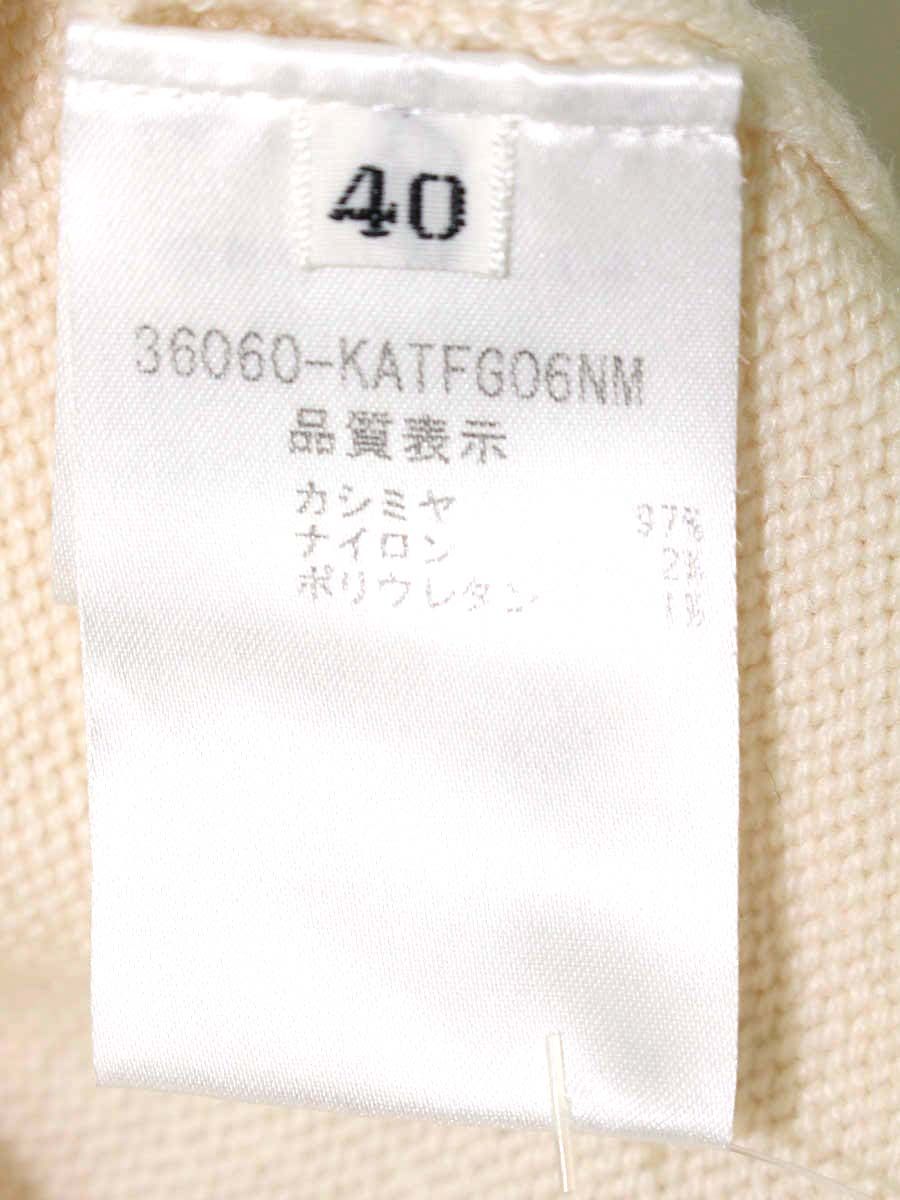 40
36060-KATFG06NM
品質表示
カシミヤ 97%
ナイロン 2%
ポリウレタン 1%